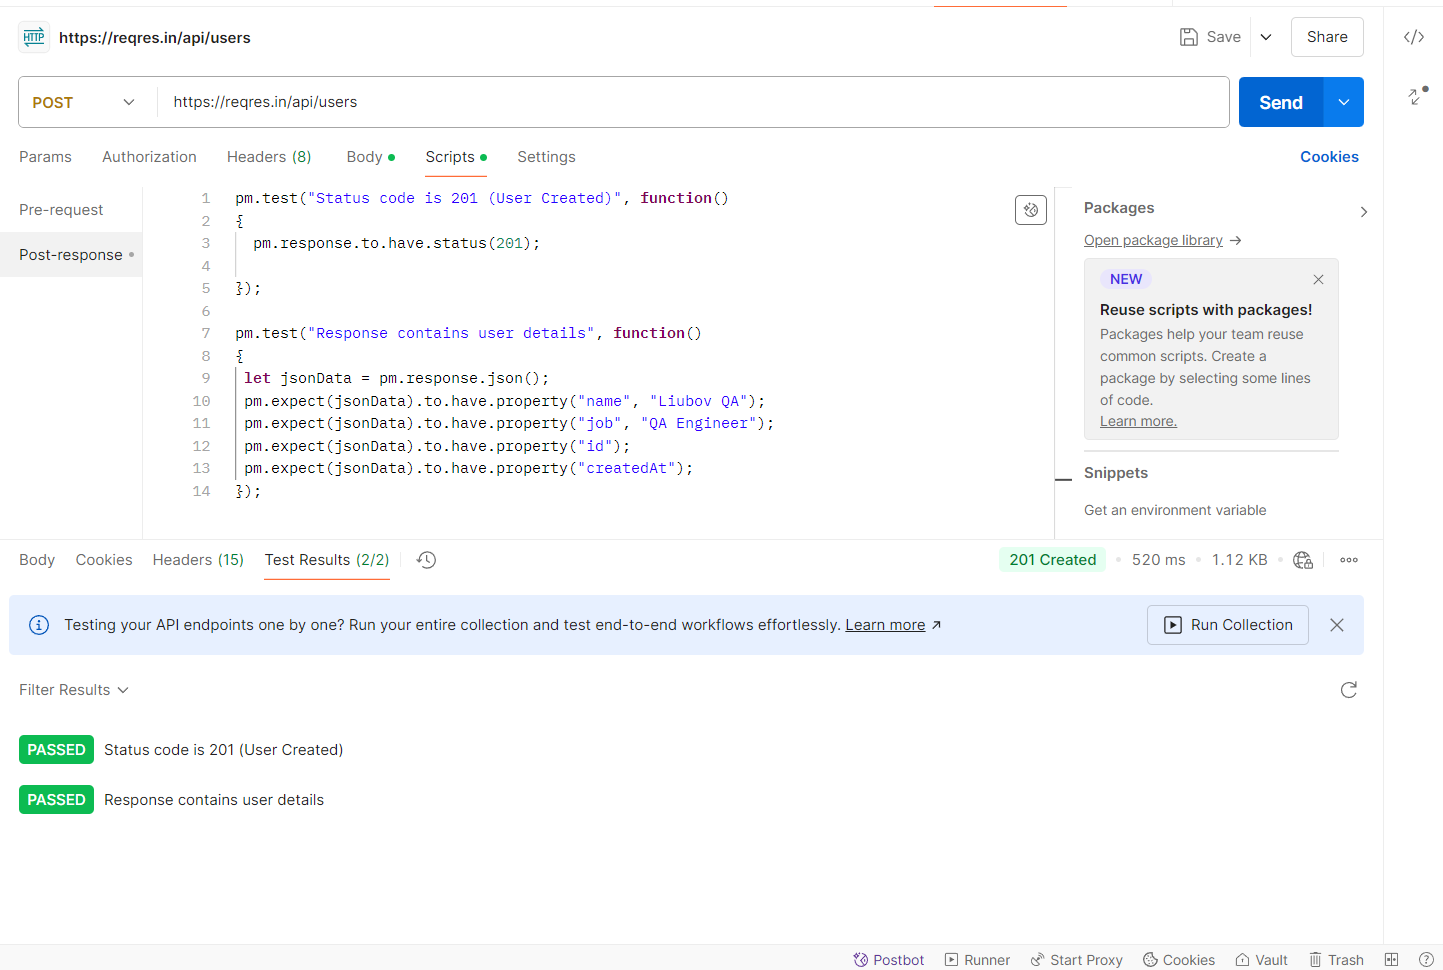 HTTP https://reqres.in/api/users Save Share
POST https://reqres.in/api/users Send
Params Authorization Headers (8) Body Scripts Settings Cookies
Pre-request
Post-response
1 pm.test("Status code is 201 (User Created)", function()
2 {
3 pm.response.to.have.status(201);
4
5 });
6
7 pm.test("Response contains user details", function()
8 {
9 let jsonData = pm.response.json();
10 pm.expect(jsonData).to.have.property("name", "Liubov QA");
11 pm.expect(jsonData).to.have.property("job", "QA Engineer");
12 pm.expect(jsonData).to.have.property("id");
13 pm.expect(jsonData).to.have.property("createdAt");
14 });
Packages
Open package library →
NEW
Reuse scripts with packages!
Packages help your team reuse
common scripts. Create a
package by selecting some lines
of code.
Learn more.
Snippets
Get an environment variable
Body Cookies Headers (15) Test Results (2/2) 201 Created • 520 ms • 1.12 KB •
Testing your API endpoints one by one? Run your entire collection and test end-to-end workflows effortlessly. Learn more ↗ Run Collection
Filter Results
PASSED Status code is 201 (User Created)
PASSED Response contains user details
Postbot Runner Start Proxy Cookies Vault Trash